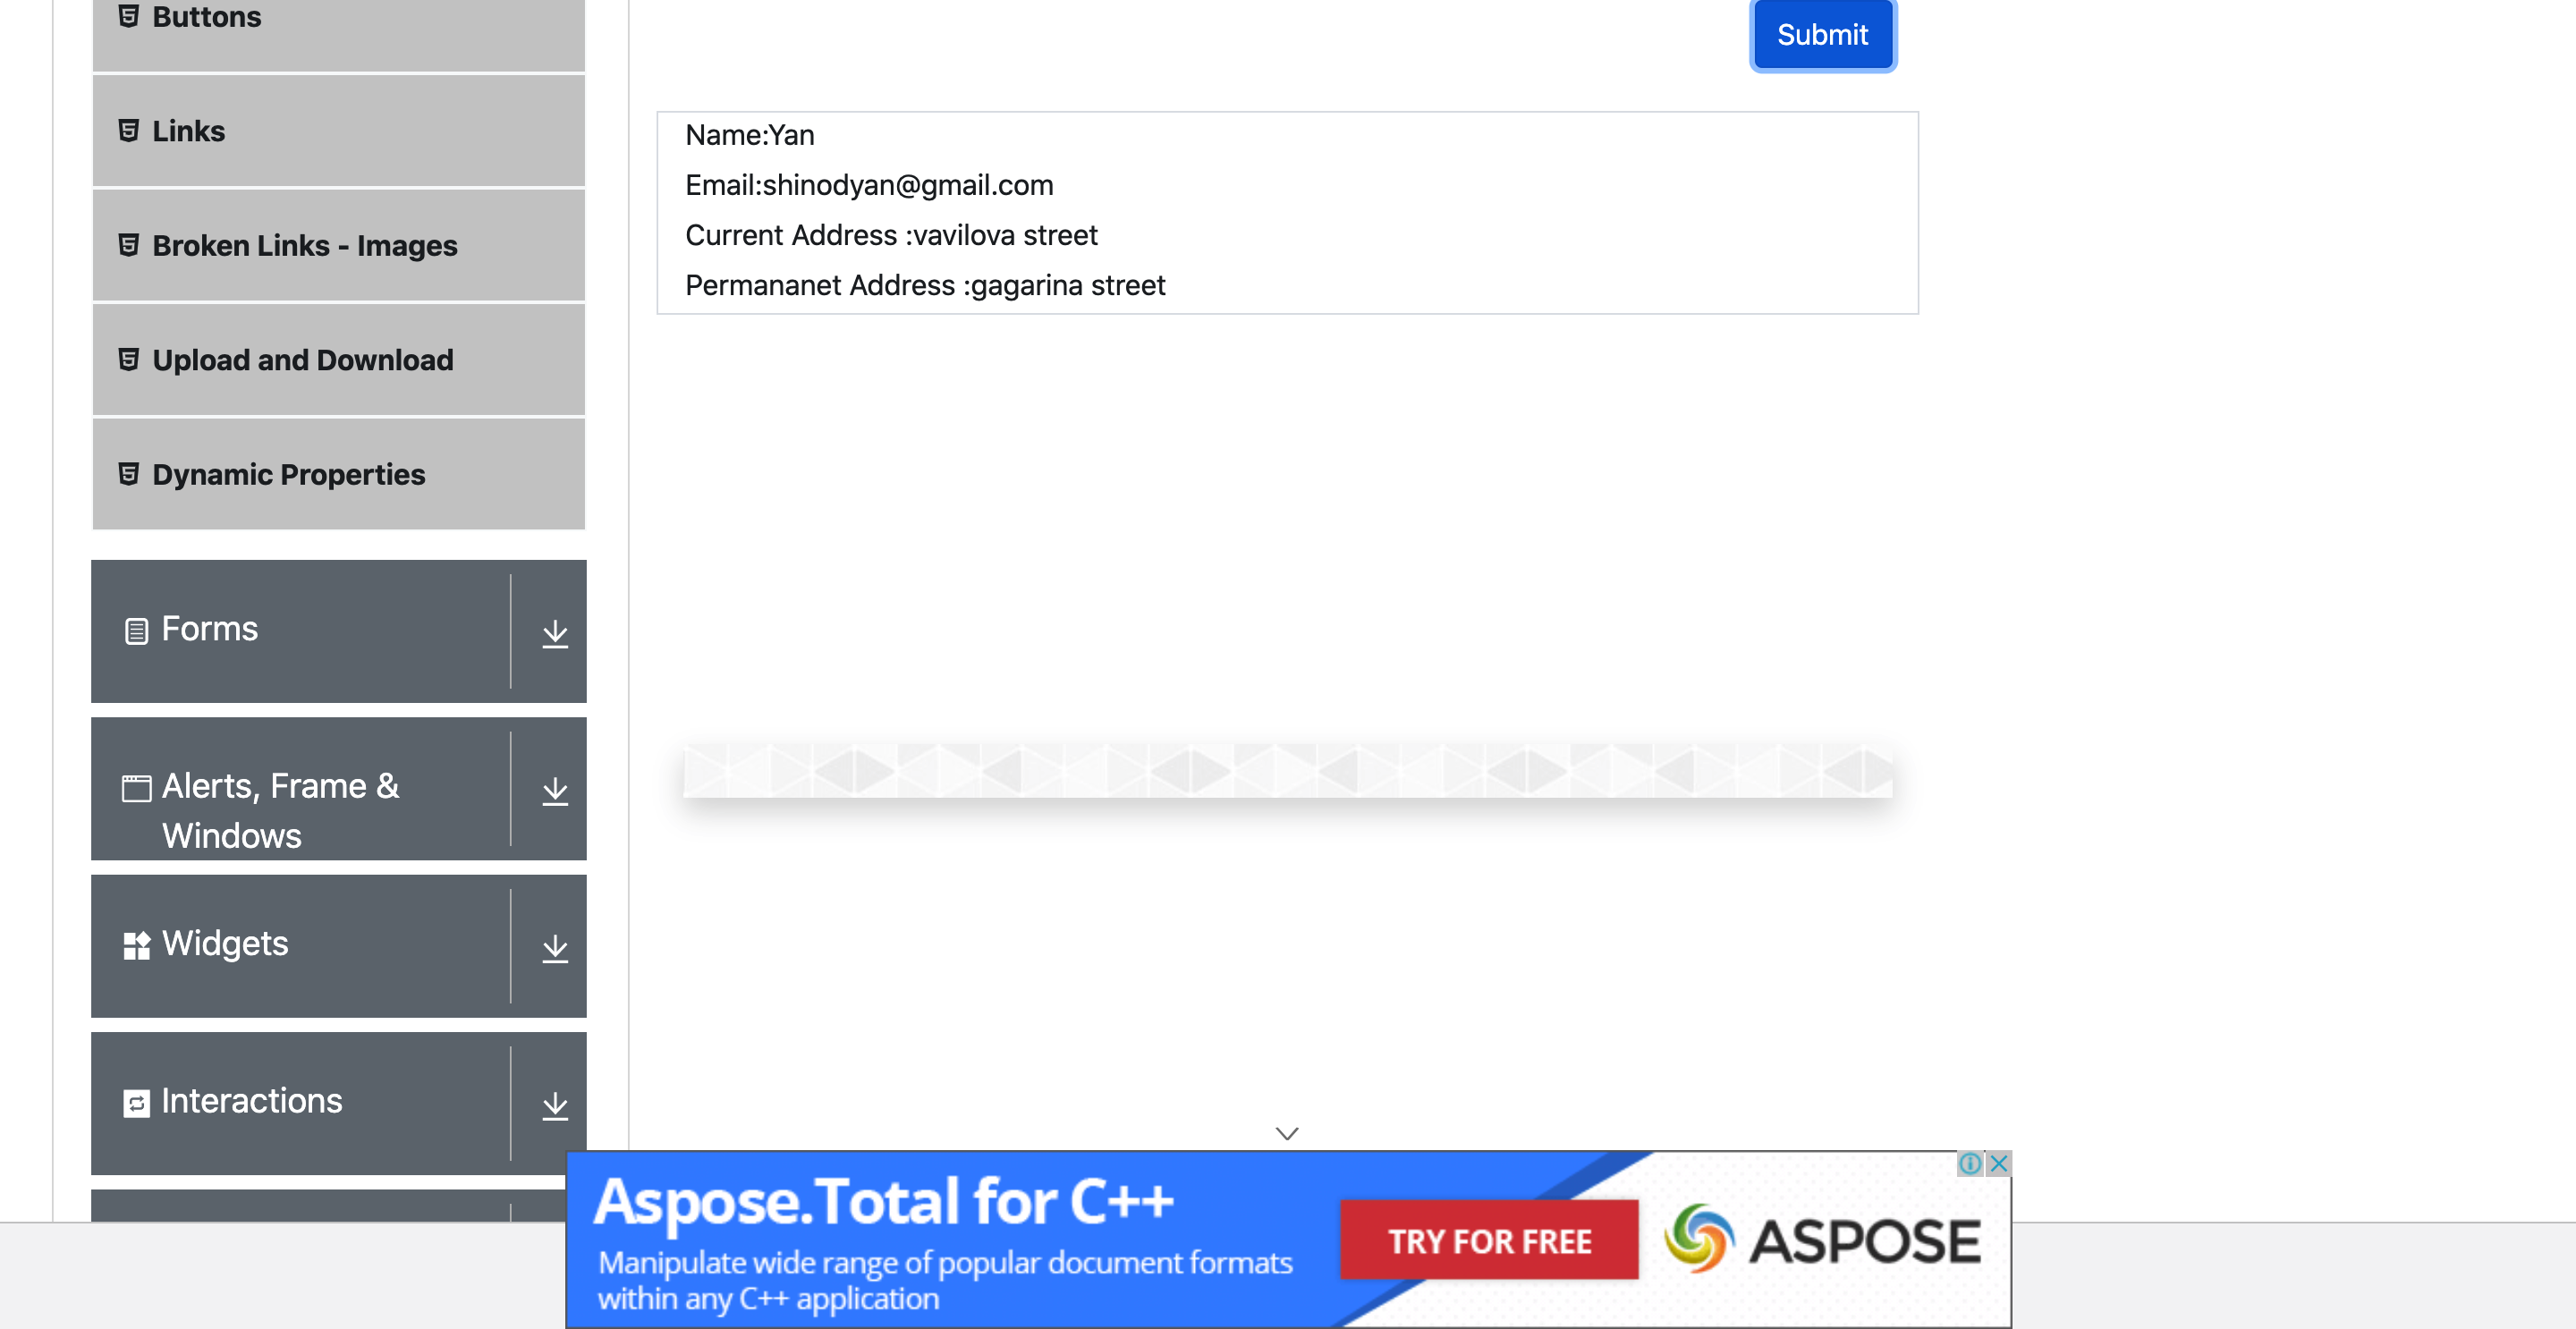 Buttons
Links
Broken Links - Images
Upload and Download
Dynamic Properties
Forms
Alerts, Frame &
Windows
Widgets
Interactions
Submit
Name:Yan
Email:shinodyan@gmail.com
Current Address :vavilova street
Permananet Address :gagarina street
Aspose.Total for C++
Manipulate wide range of popular document formats
within any C++ application
TRY FOR FREE
ASPOSE